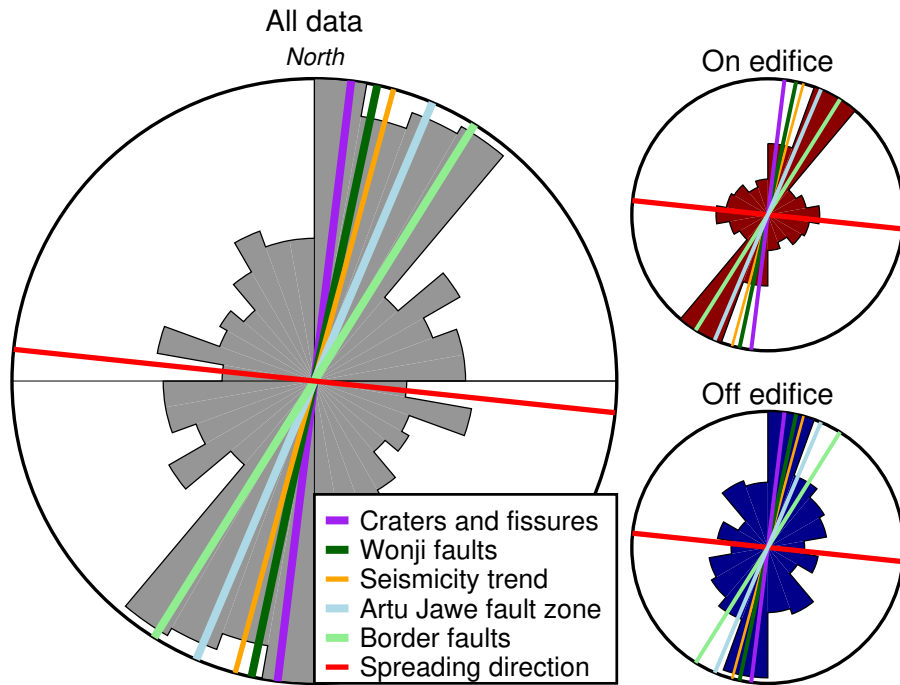 All data
North
On edifice
Off edifice
Craters and fissures
Wonji faults
Seismicity trend
Artu Jawe fault zone
Border faults
Spreading direction